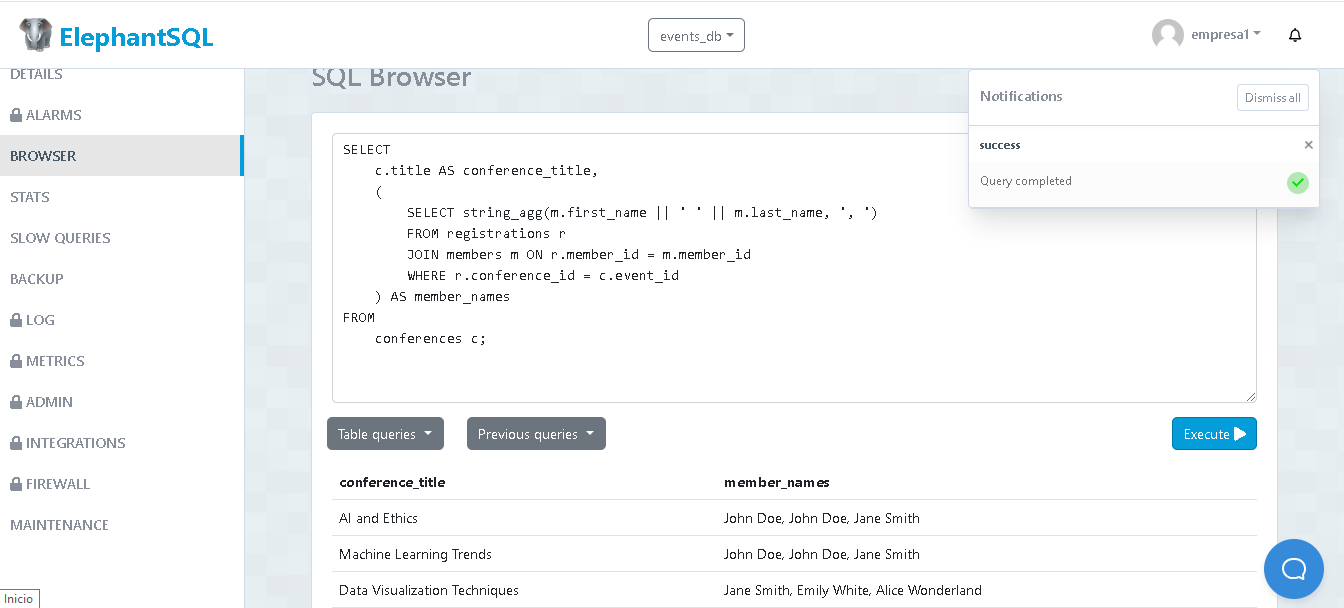 ElephantSQL
events_db
empresa1
DETAILS
ALARMS
BROWSER
STATS
SLOW QUERIES
BACKUP
LOG
METRICS
ADMIN
INTEGRATIONS
FIREWALL
MAINTENANCE
Inicio
SQL Browser
Notifications
Dismiss all
success
×
Query completed
SELECT
    c.title AS conference_title,
    (
        SELECT string_agg(m.first_name || ' ' || m.last_name, ', ')
        FROM registrations r
        JOIN members m ON r.member_id = m.member_id
        WHERE r.conference_id = c.event_id
    ) AS member_names
FROM
    conferences c;
Table queries
Previous queries
Execute
conference_title member_names
AI and Ethics John Doe, John Doe, Jane Smith
Machine Learning Trends John Doe, John Doe, Jane Smith
Data Visualization Techniques Jane Smith, Emily White, Alice Wonderland